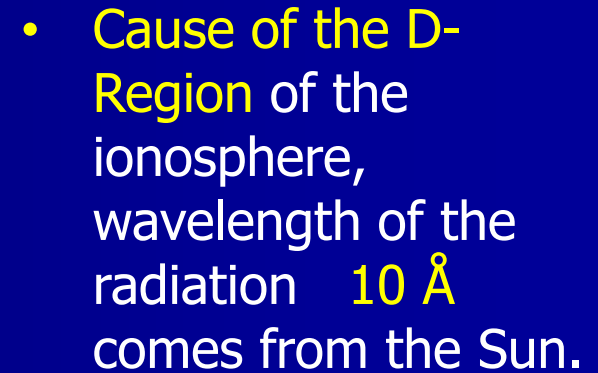 • Cause of the D-
Region of the
ionosphere,
wavelength of the
radiation 10 Å
comes from the Sun.